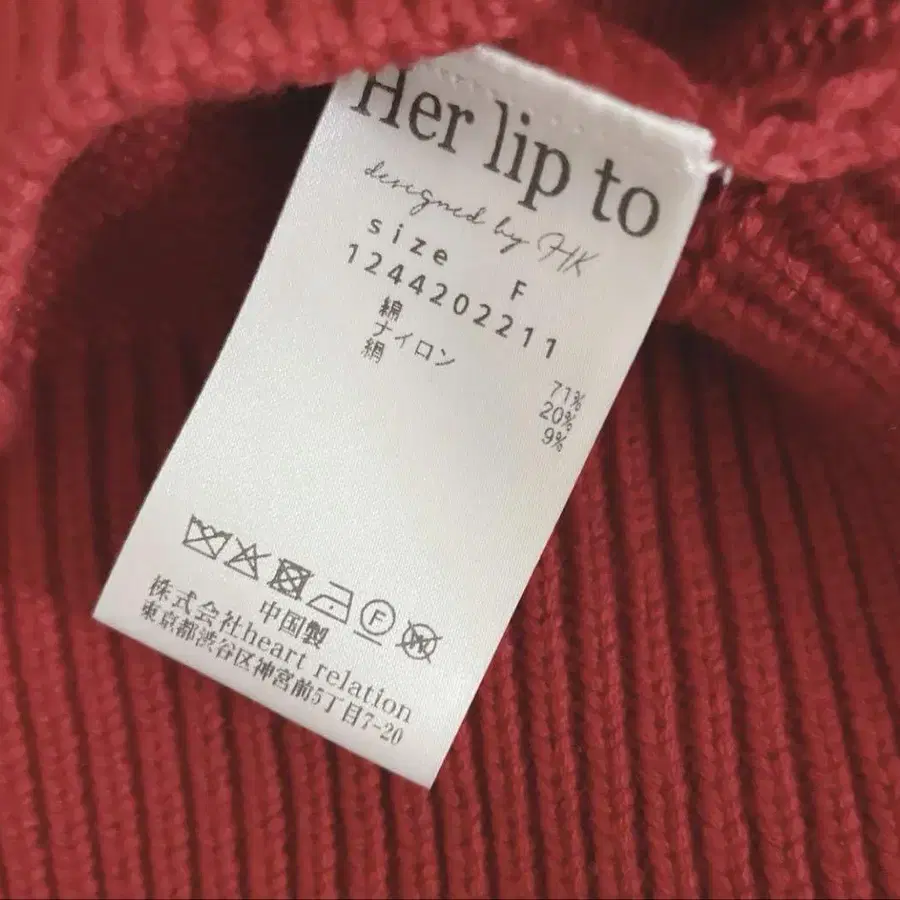 Her lip to
designed by HK
size F
1244202211
綿 71%
ナイロン 20%
絹 9%
F
W
中国製
株式会社heart relation
東京都渋谷区神宮前5丁目7-20